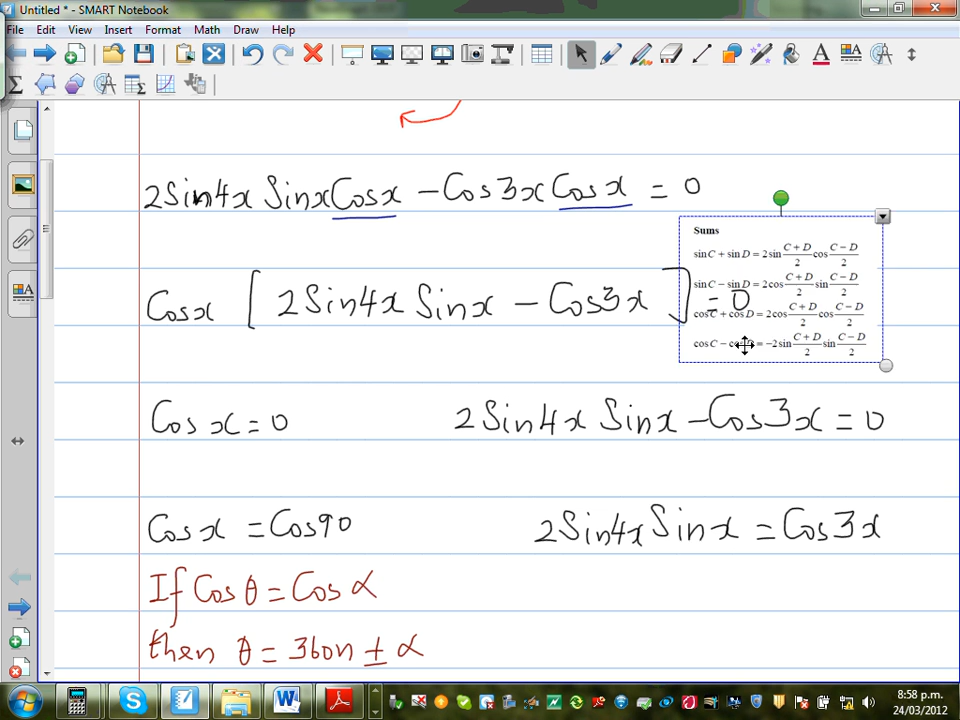 Untitled * - SMART Notebook
File Edit View Insert Format Math Draw Help
2Sin4x Sinx Cosx - Cos3x Cosx = 0
Sums
sin C + sin D = 2 sin (C + D)/2 cos (C − D)/2
sin C − sin D = 2 cos (C + D)/2 sin (C − D)/2
cos C + cos D = 2 cos (C + D)/2 cos (C − D)/2
cos C − cos D = −2 sin (C + D)/2 sin (C − D)/2
Cosx [ 2Sin4x Sinx - Cos3x ] = 0
Cos x = 0
2Sin4x Sinx - Cos3x = 0
Cos x = Cos90
2Sin4x Sinx = Cos3x
If Cos θ = Cos α
then θ = 360n ± α
8:58 p.m.
24/03/2012